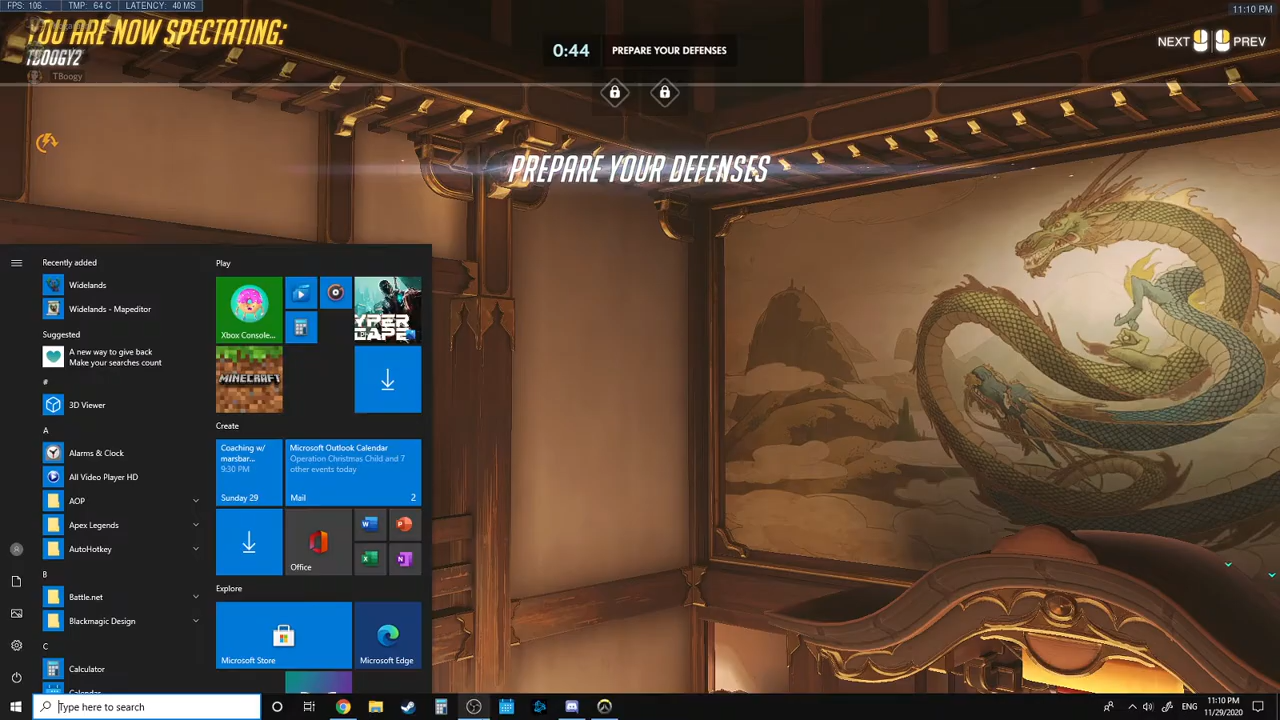 FPS: 106
TMP: 64 C
LATENCY: 40 MS
11:10 PM
YOU ARE NOW SPECTATING:
TBOOGY2
TBoogy
0:44
PREPARE YOUR DEFENSES
NEXT
PREV
PREPARE YOUR DEFENSES
Recently added
Widelands
Widelands - Mapeditor
Suggested
A new way to give back
Make your searches count
#
3D Viewer
A
Alarms & Clock
All Video Player HD
AOP
Apex Legends
AutoHotkey
B
Battle.net
Blackmagic Design
C
Calculator
Calendar
Play
Xbox Console...
MINECRAFT
Create
Coaching w/
marsbar...
9:30 PM
Sunday 29
Microsoft Outlook Calendar
Operation Christmas Child and 7
other events today
Mail
2
Office
Explore
Microsoft Store
Microsoft Edge
Type here to search
ENG
11:10 PM
11/29/2020